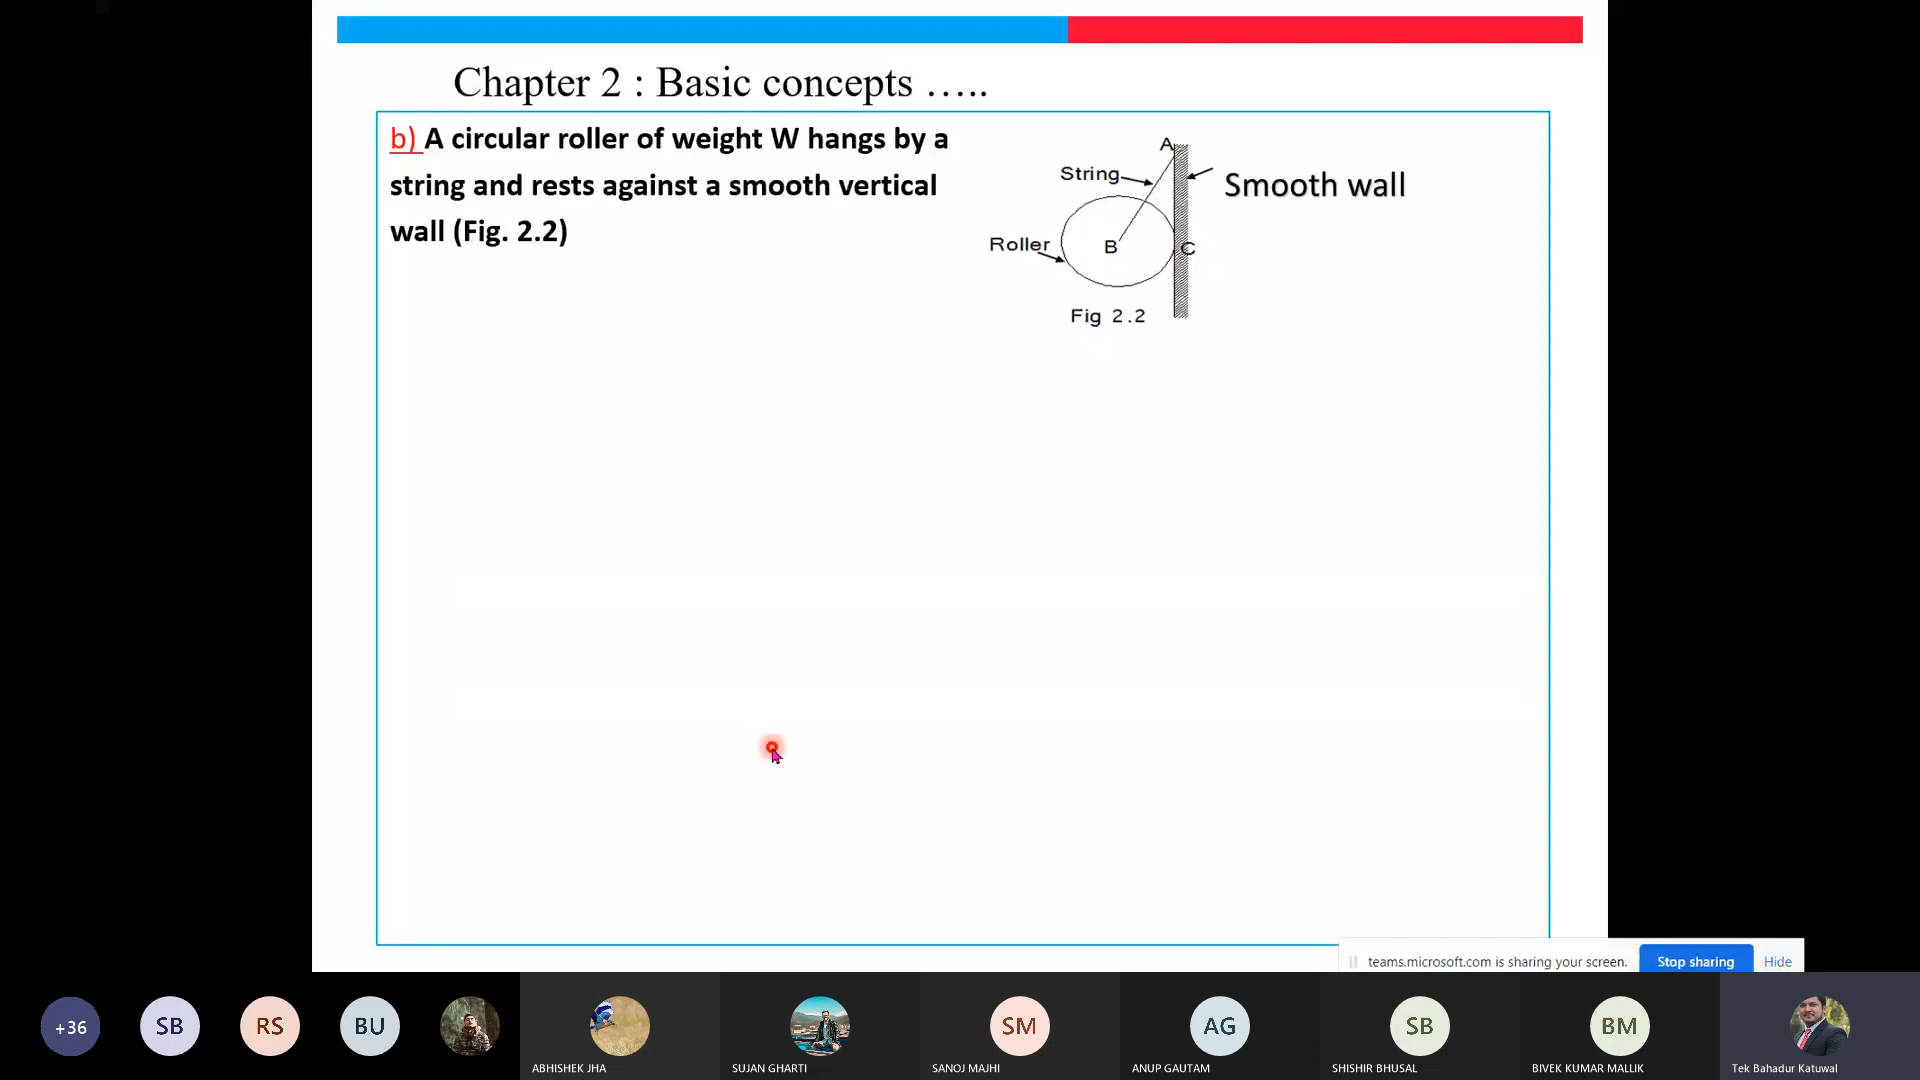 Chapter 2 : Basic concepts …..
b) A circular roller of weight W hangs by a
string and rests against a smooth vertical
wall (Fig. 2.2)
A
String
Smooth wall
Roller
B
C
Fig 2.2
teams.microsoft.com is sharing your screen.
Stop sharing
Hide
+36
SB
RS
BU
SM
AG
SB
BM
ABHISHEK JHA
SUJAN GHARTI
SANOJ MAJHI
ANUP GAUTAM
SHISHIR BHUSAL
BIVEK KUMAR MALLIK
Tek Bahadur Katuwal